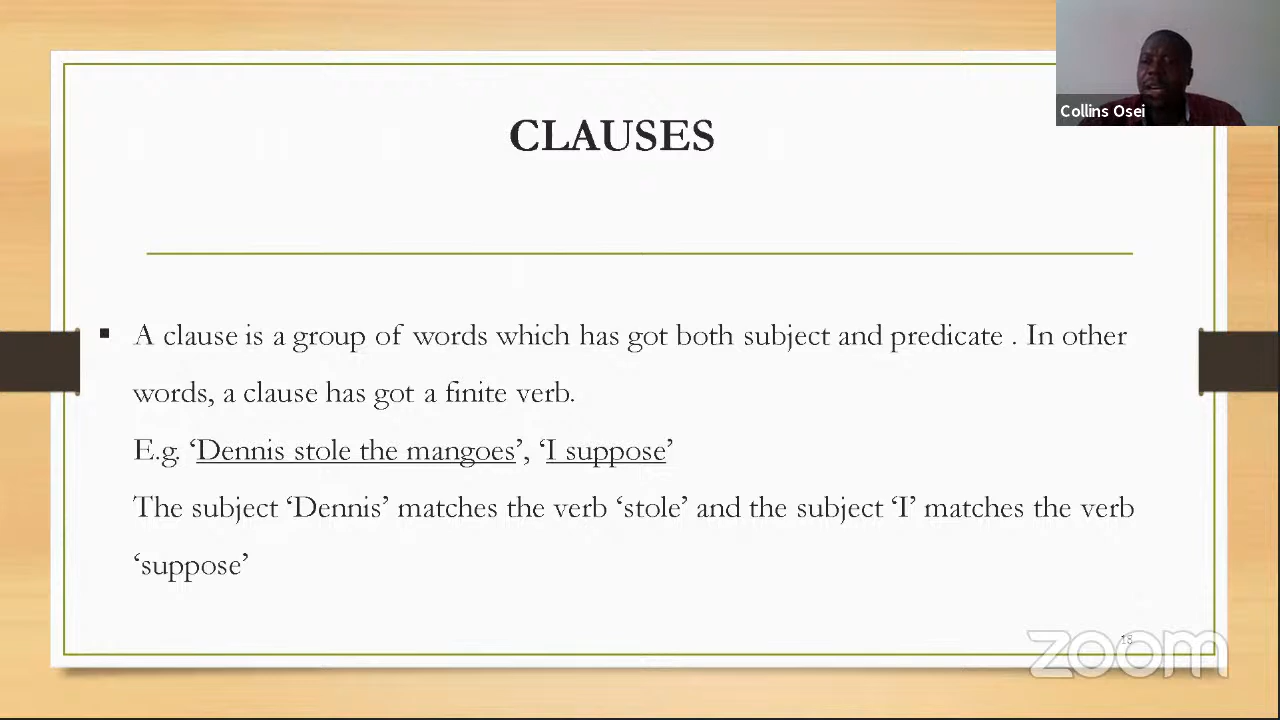 Collins Osei
CLAUSES
▪ A clause is a group of words which has got both subject and predicate . In other
words, a clause has got a finite verb.
E.g. ‘Dennis stole the mangoes’, ‘I suppose’
The subject ‘Dennis’ matches the verb ‘stole’ and the subject ‘I’ matches the verb
‘suppose’
zoom